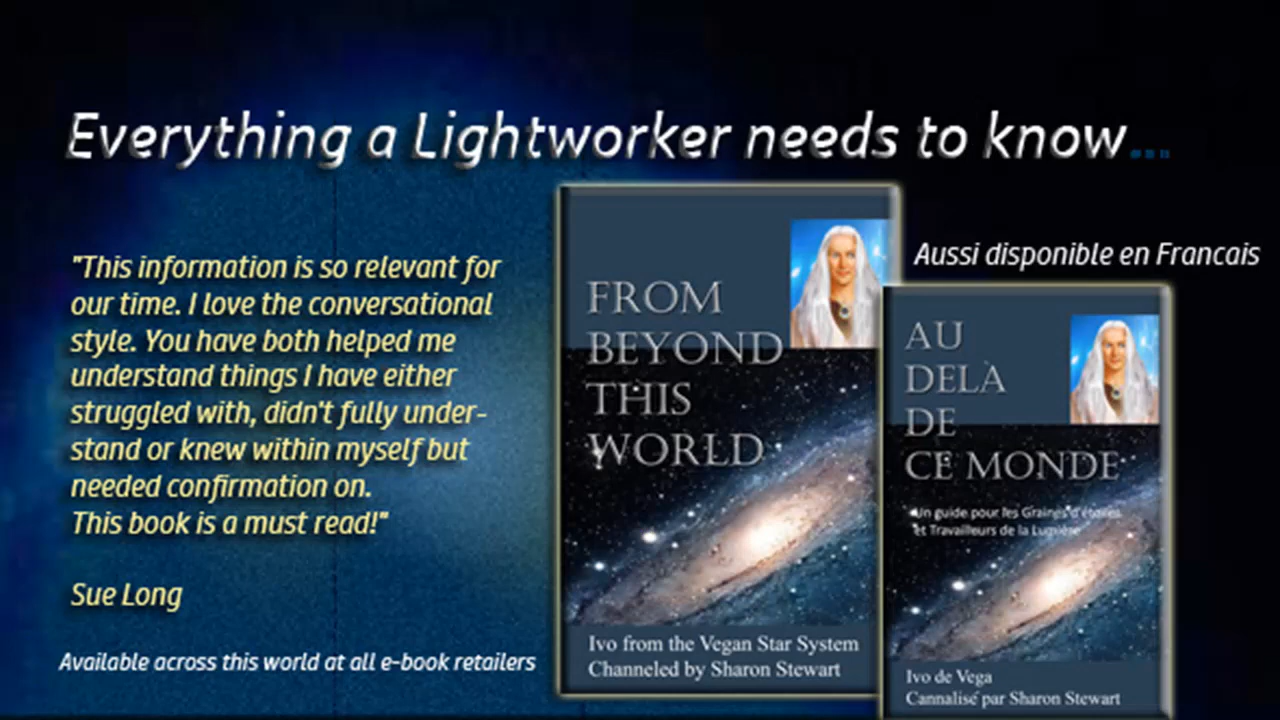 Everything a Lightworker needs to know...
"This information is so relevant for
our time. I love the conversational
style. You have both helped me
understand things I have either
struggled with, didn't fully under-
stand or knew within myself but
needed confirmation on.
This book is a must read!"
Sue Long
Available across this world at all e-book retailers
FROM
BEYOND
THIS
WORLD
Ivo from the Vegan Star System
Channeled by Sharon Stewart
Aussi disponible en Francais
AU
DELÀ
DE
CE MONDE
Un guide pour les Graines d'étoiles
et Travailleurs de la Lumière
Ivo de Vega
Cannalisé par Sharon Stewart